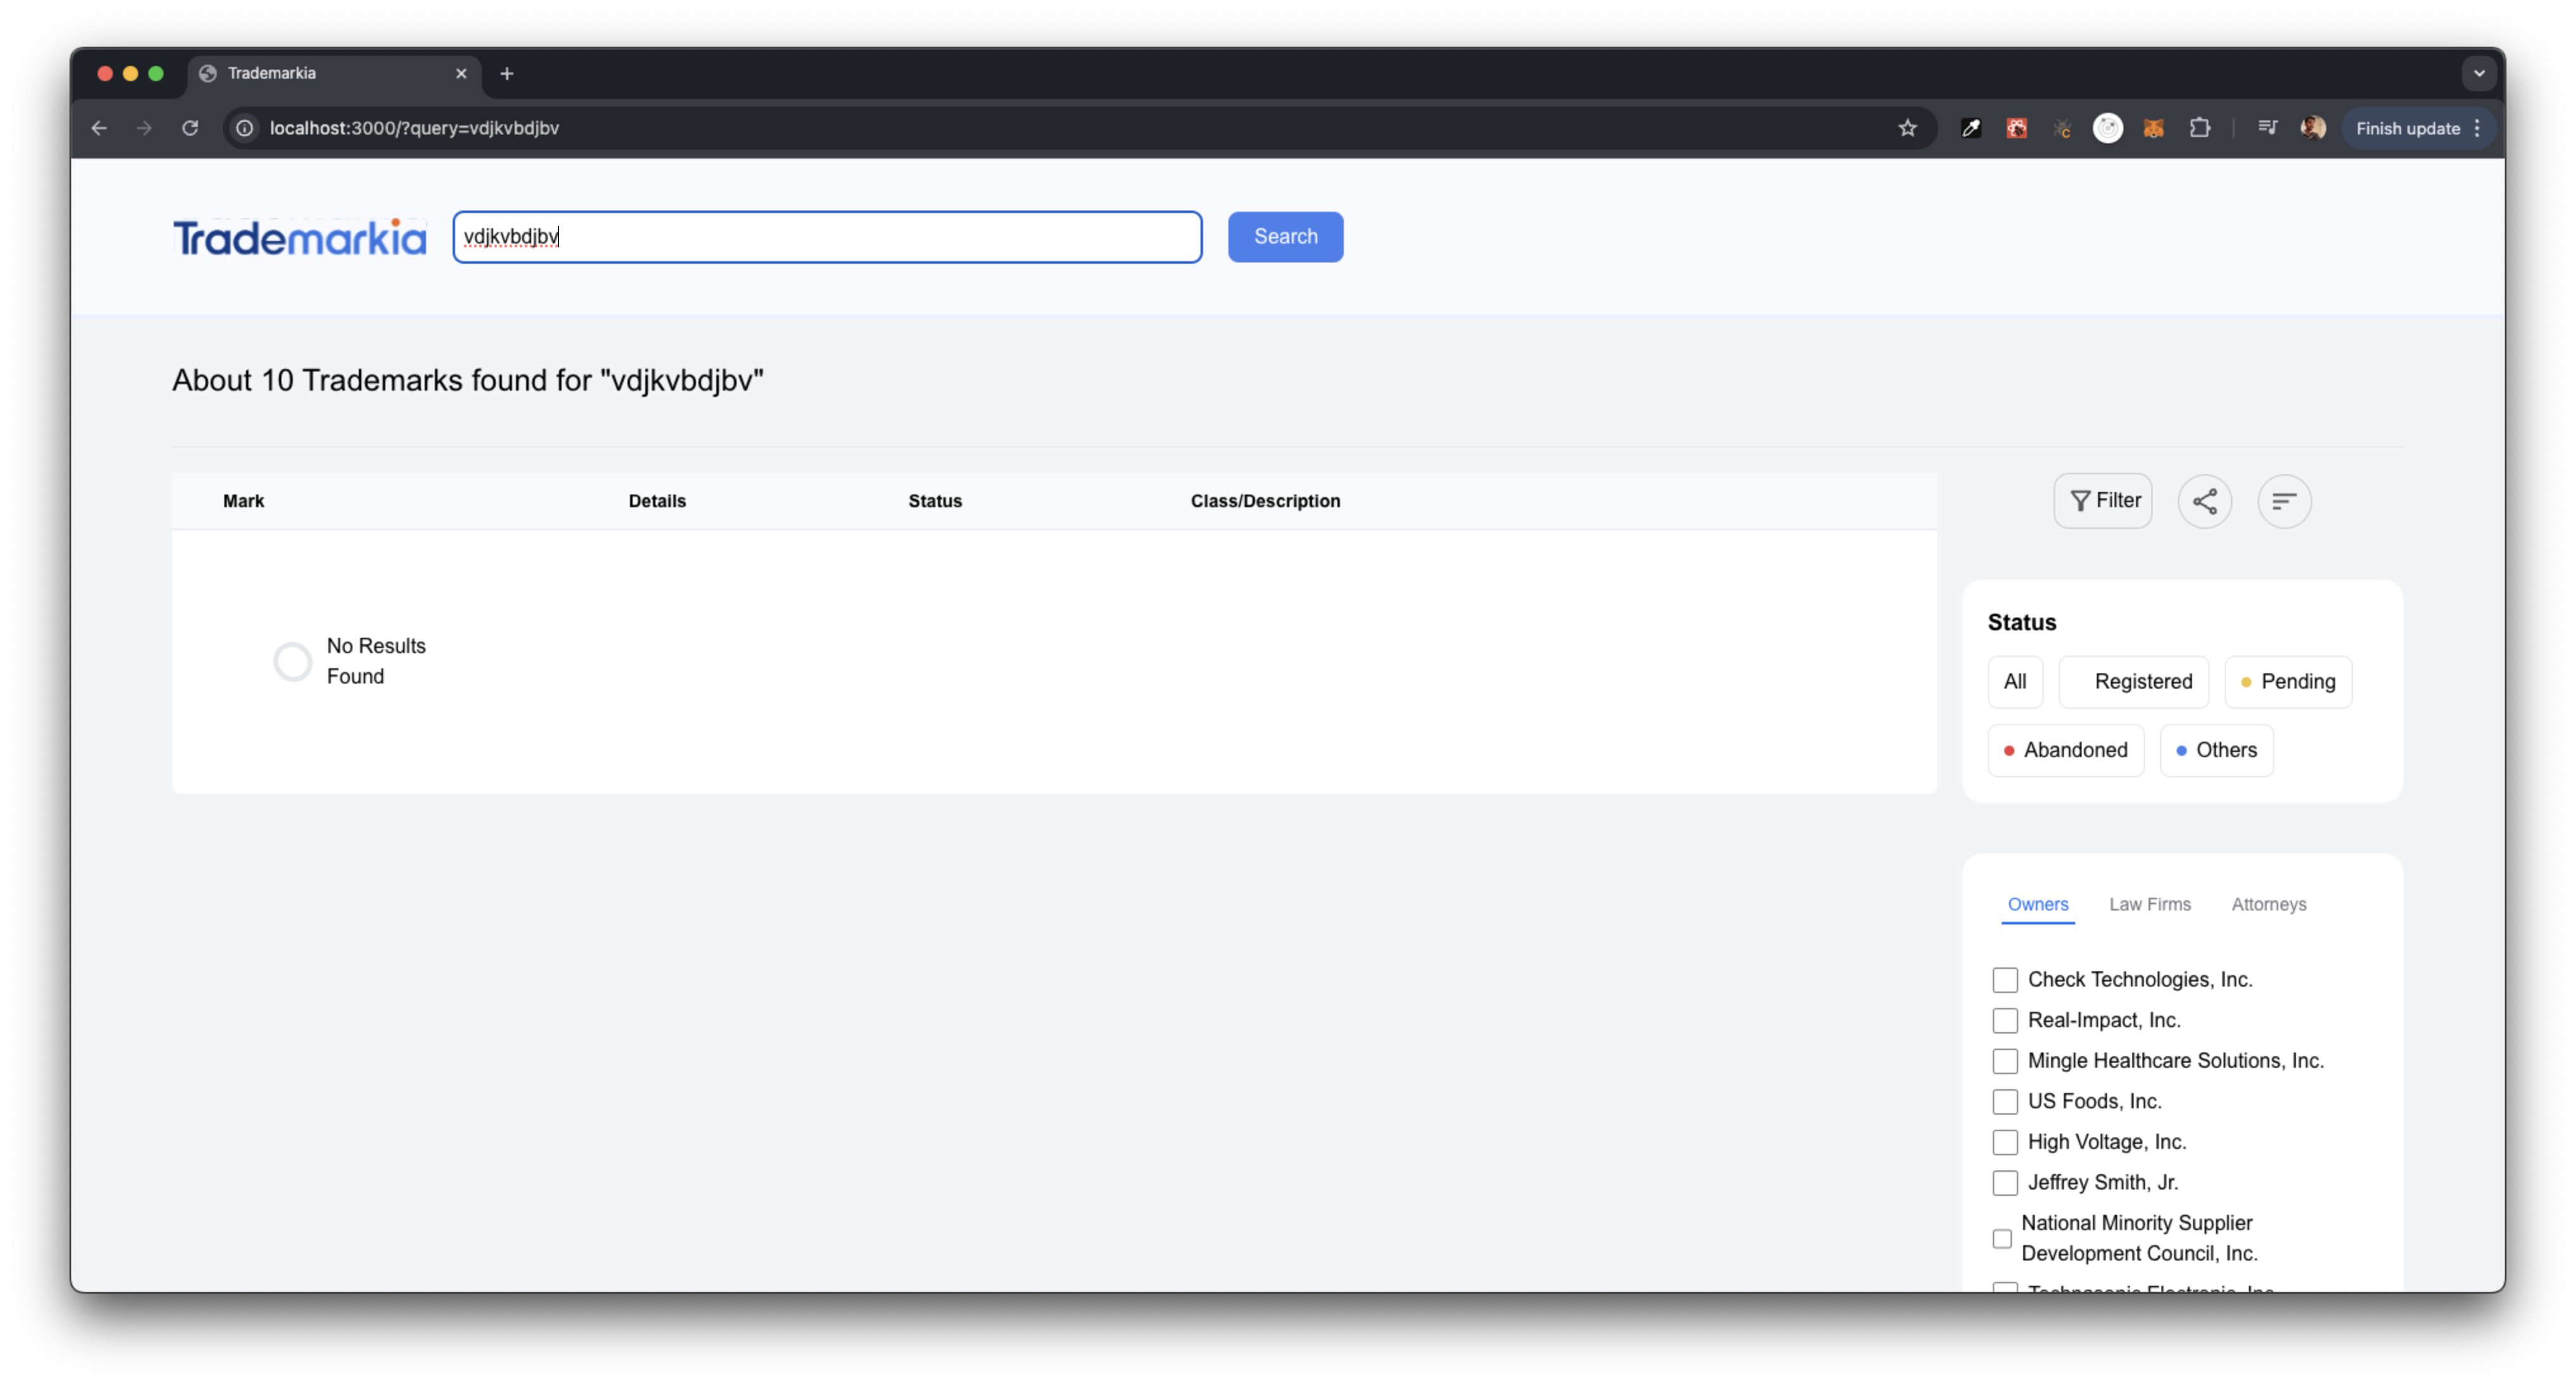 Trademarkia
localhost:3000/?query=vdjkvbdjbv
Finish update
Trademarkia
vdjkvbdjbv
Search
About 10 Trademarks found for "vdjkvbdjbv"
Mark Details Status Class/Description
Filter
No Results
Found
Status
All Registered Pending
Abandoned Others
Owners Law Firms Attorneys
Check Technologies, Inc.
Real-Impact, Inc.
Mingle Healthcare Solutions, Inc.
US Foods, Inc.
High Voltage, Inc.
Jeffrey Smith, Jr.
National Minority Supplier
Development Council, Inc.